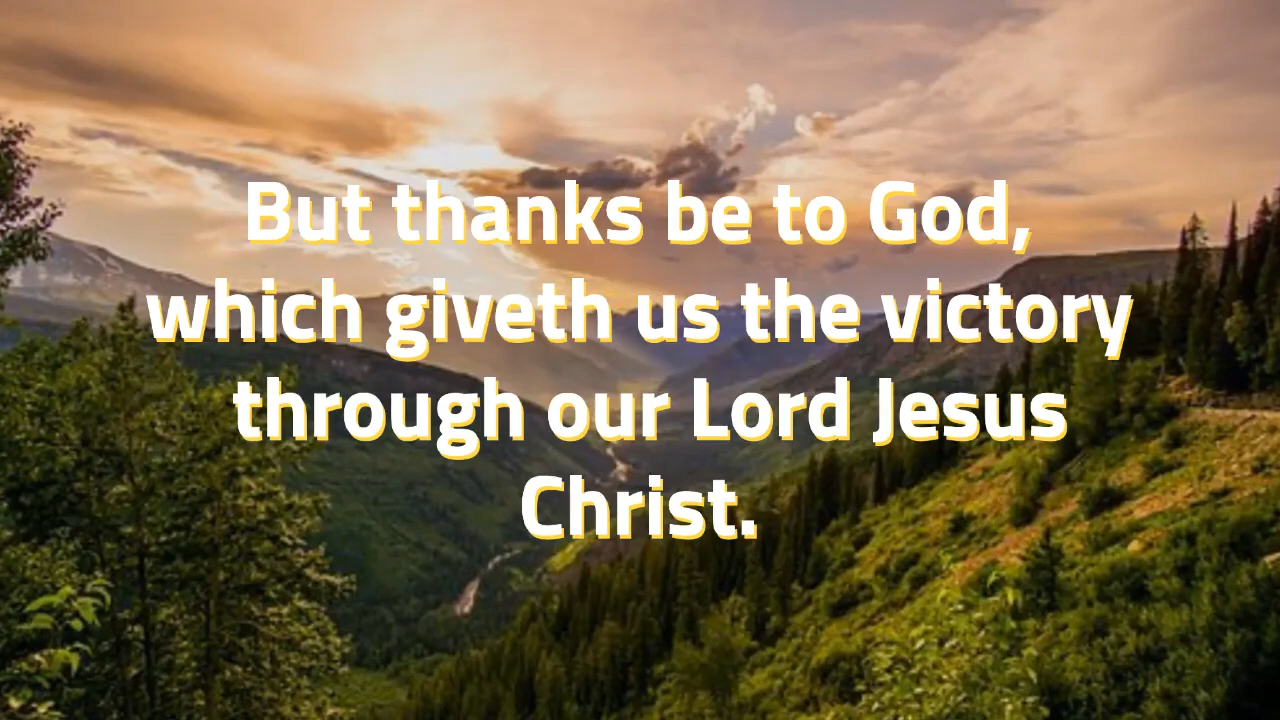 But thanks be to God,
which giveth us the victory
through our Lord Jesus
Christ.